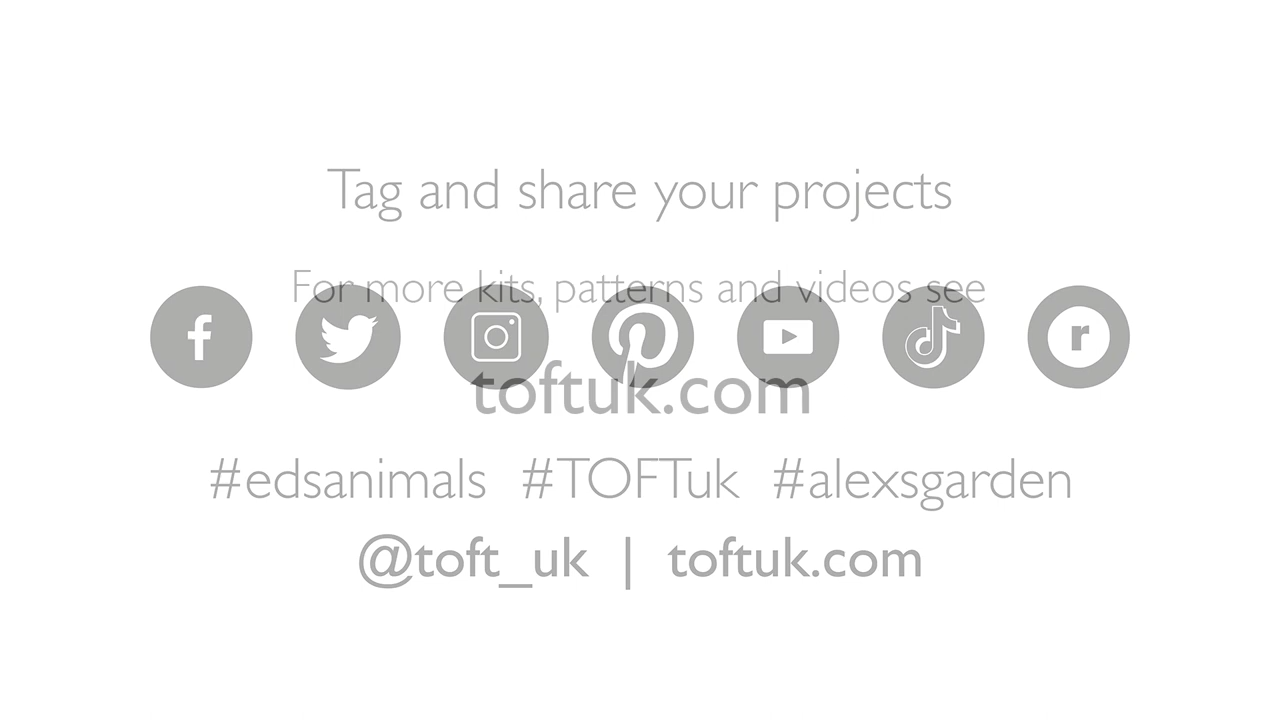 Tag and share your projects
For more kits, patterns and videos see
toftuk.com
#edsanimals #TOFTuk #alexsgarden
@toft_uk | toftuk.com